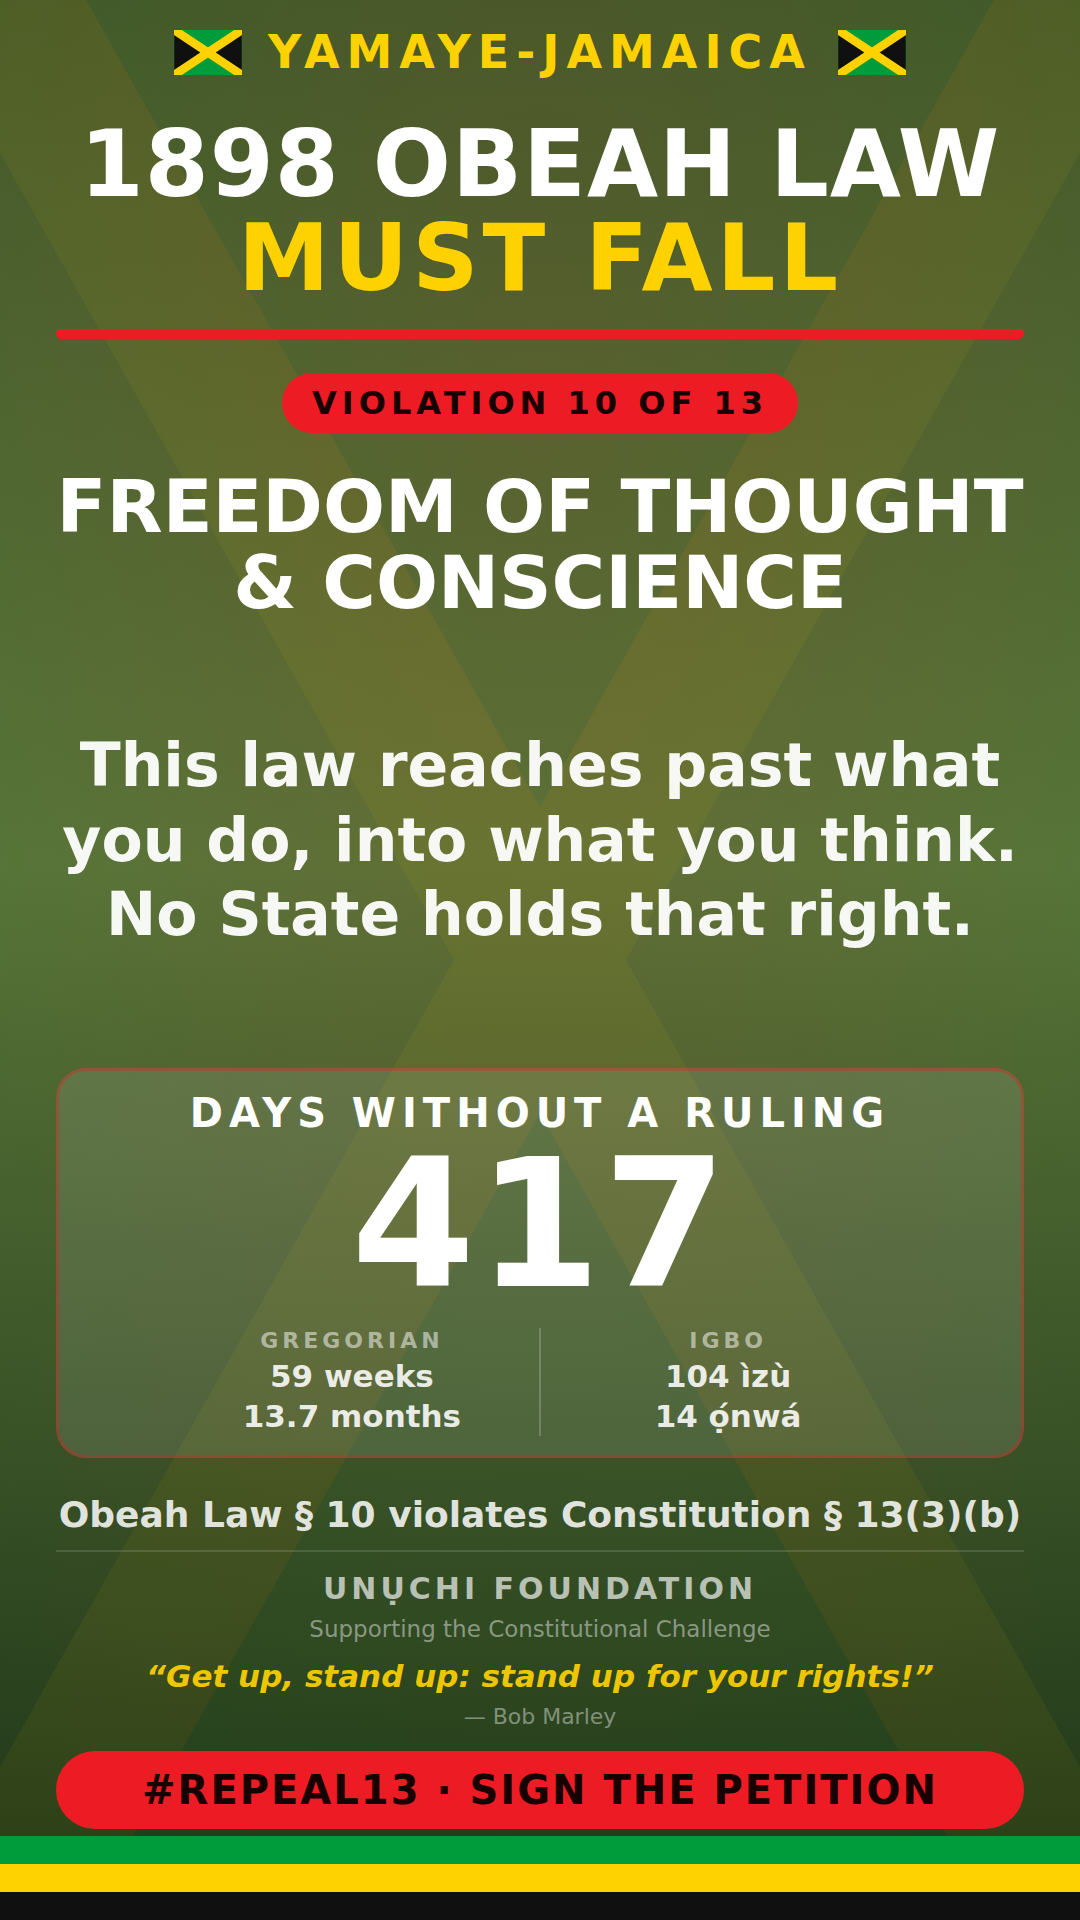 YAMAYE-JAMAICA
1898 OBEAH LAW
MUST FALL
VIOLATION 10 OF 13
FREEDOM OF THOUGHT
& CONSCIENCE
This law reaches past what
you do, into what you think.
No State holds that right.
DAYS WITHOUT A RULING
417
GREGORIAN
59 weeks
13.7 months
IGBO
104 ìzù
14 ọ́nwá
Obeah Law § 10 violates Constitution § 13(3)(b)
UNỤCHI FOUNDATION
Supporting the Constitutional Challenge
“Get up, stand up: stand up for your rights!”
— Bob Marley
#REPEAL13 · SIGN THE PETITION